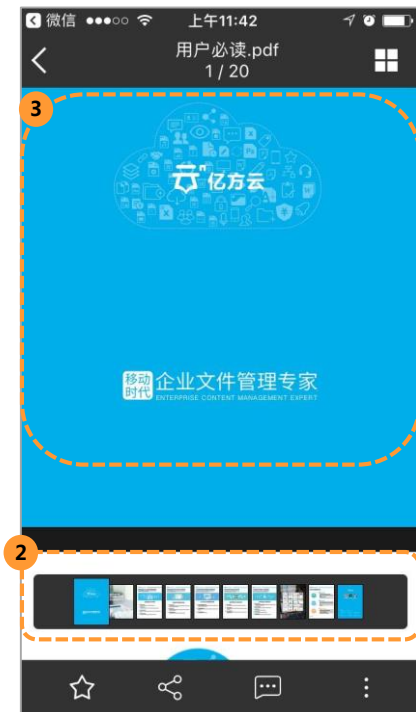 微信 上午11:42
用户必读.pdf
1 / 20
3
亿方云
移动时代 企业文件管理专家
ENTERPRISE CONTENT MANAGEMENT EXPERT
2